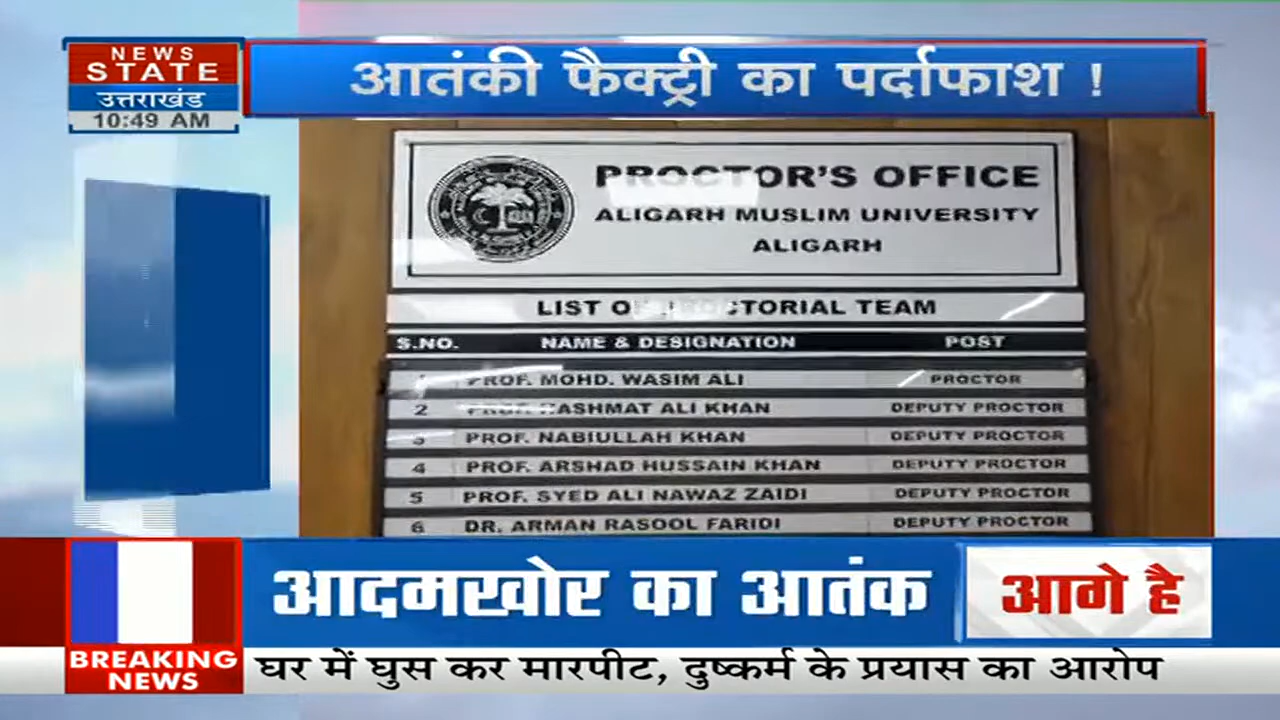 NEWS
STATE
उत्तराखंड
10:49 AM
आतंकी फैक्ट्री का पर्दाफाश !
PROCTOR'S OFFICE
ALIGARH MUSLIM UNIVERSITY
ALIGARH
LIST TEAM
S.NO. NAME & DESIGNATION POST
PROF. MOHD. WASIM ALI PROCTOR
2 HASHMAT ALI KHAN DEPUTY PROCTOR
3 PROF. NABIULLAH KHAN DEPUTY PROCTOR
4 PROF. ARSHAD HUSSAIN KHAN DEPUTY PROCTOR
5 PROF. SYED ALI NAWAZ ZAIDI DEPUTY PROCTOR
6 DR. ARMAN RASOOL FARIDI DEPUTY PROCTOR
आदमखोर का आतंक
आगे है
BREAKING
NEWS
घर में घुस कर मारपीट, दुष्कर्म के प्रयास का आरोप